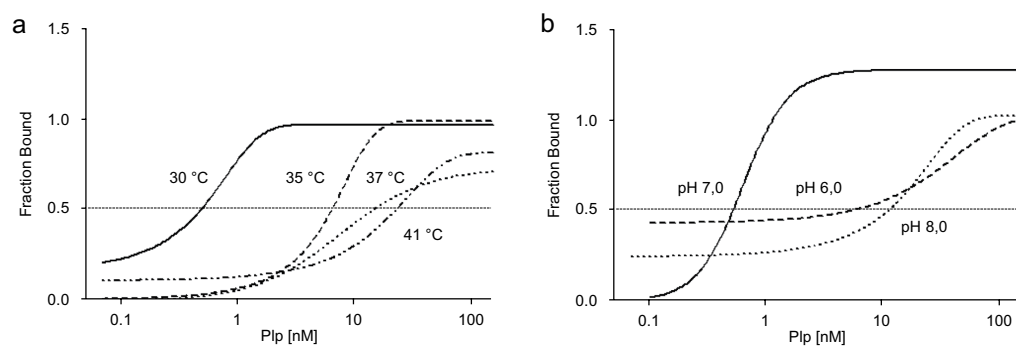 a
1.5
1.0
0.5
0.0
Fraction Bound
30 °C
35 °C
37 °C
41 °C
0.1
1
10
100
Plp [nM]
b
1.5
1.0
0.5
0.0
Fraction Bound
pH 7,0
pH 6,0
pH 8,0
0.1
1
10
100
Plp [nM]